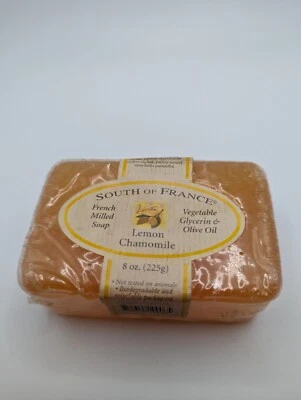 SOUTH OF FRANCE®
French
Milled
Soap
Vegetable
Glycerin &
Olive Oil
Lemon
Chamomile
8 oz. (225g)
• Not tested on animals
• Biodegradable and